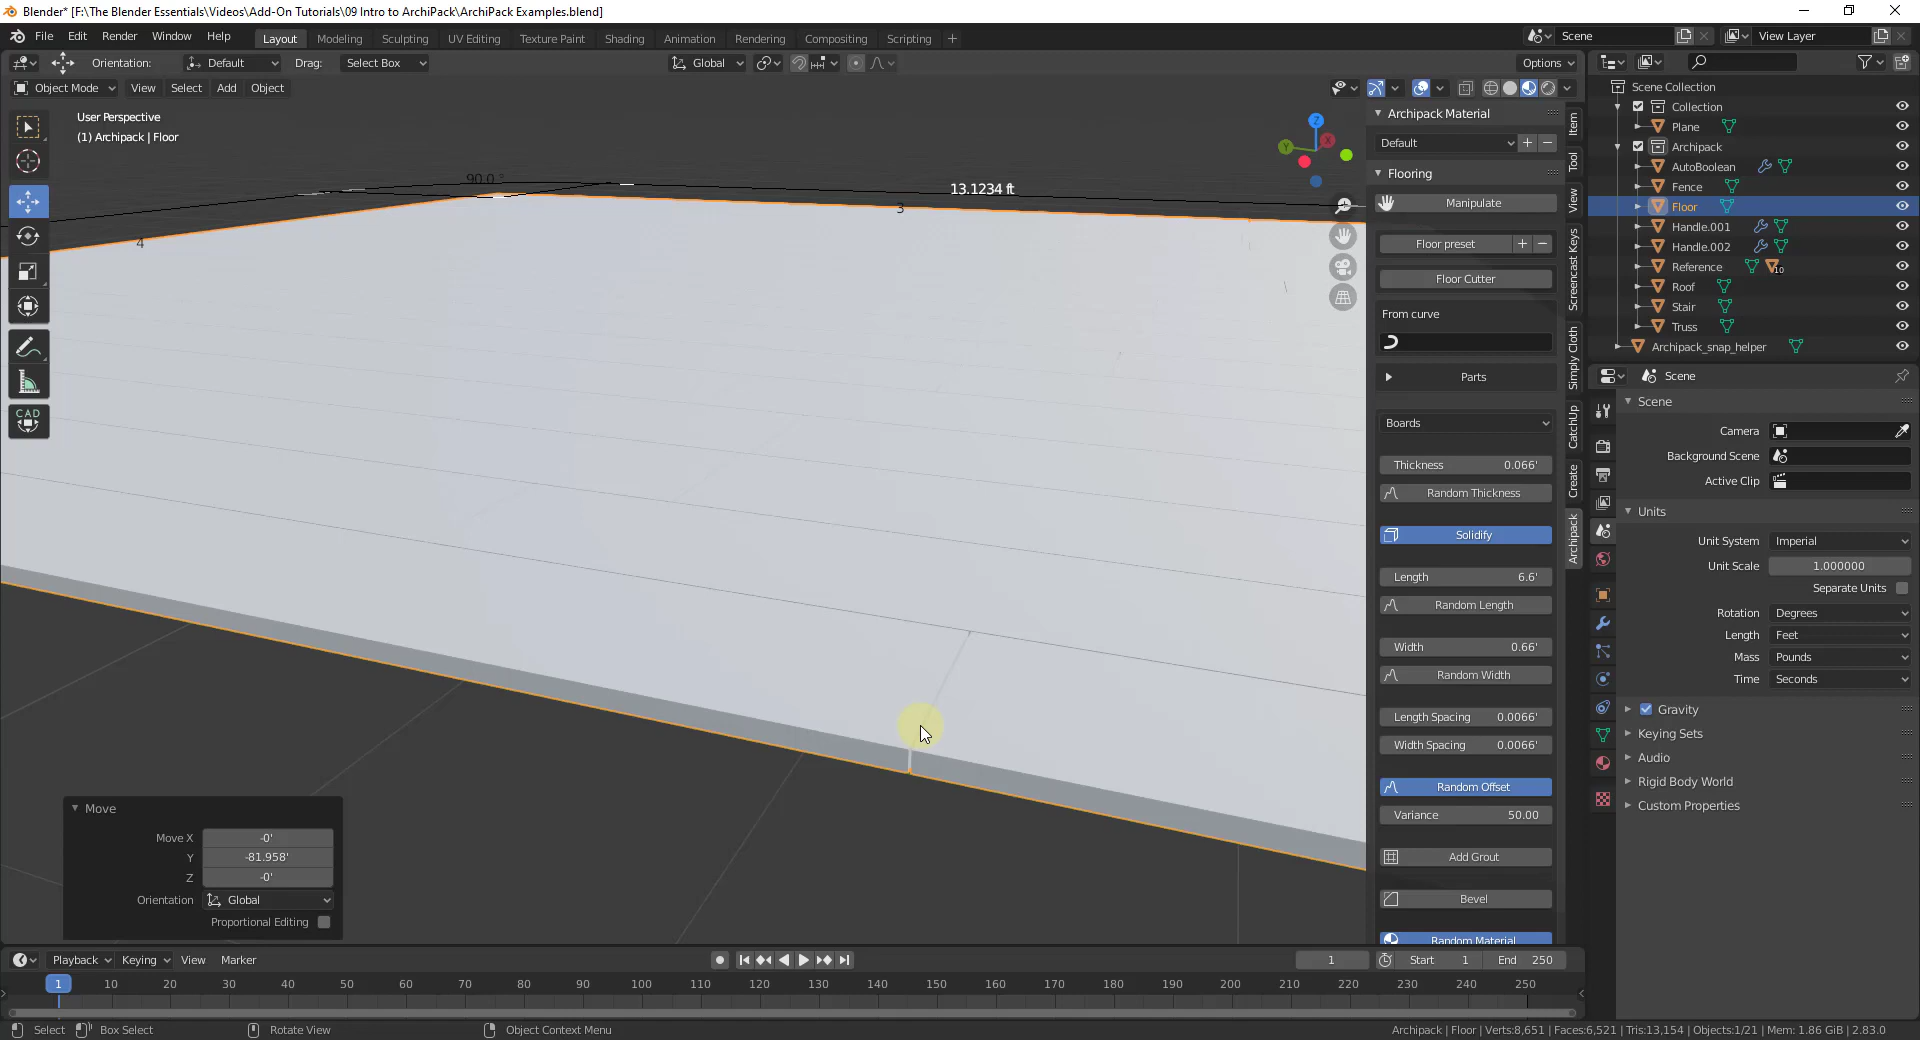 Blender* [F:\The Blender Essentials\Videos\Add-On Tutorials\09 Intro to ArchiPack\ArchiPack Examples.blend]
File Edit Render Window Help
Layout Modeling Sculpting UV Editing Texture Paint Shading Animation Rendering Compositing Scripting +
Scene
View Layer
Orientation: Default Drag: Select Box
Global
Options
Object Mode View Select Add Object
User Perspective
(1) Archipack | Floor
90.0 °
13.1234 ft
3
4
Z
X
Y
CAD
Move
Move X -0'
Y -81.958'
Z -0'
Orientation Global
Proportional Editing
Archipack Material
Default
Flooring
Manipulate
Floor preset
Floor Cutter
From curve
Parts
Boards
Thickness 0.066'
Random Thickness
Solidify
Length 6.6'
Random Length
Width 0.66'
Random Width
Length Spacing 0.0066'
Width Spacing 0.0066'
Random Offset
Variance 50.00
Add Grout
Bevel
Random Material
Item
Tool
View
Screencast Keys
Simply Cloth
CatchUp
Create
Archipack
Scene Collection
Collection
Plane
Archipack
AutoBoolean
Fence
Floor
Handle.001
Handle.002
Reference 10
Roof
Stair
Truss
Archipack_snap_helper
Scene
Scene
Camera
Background Scene
Active Clip
Units
Unit System Imperial
Unit Scale 1.000000
Separate Units
Rotation Degrees
Length Feet
Mass Pounds
Time Seconds
Gravity
Keying Sets
Audio
Rigid Body World
Custom Properties
Playback Keying View Marker
1 Start 1 End 250
1 10 20 30 40 50 60 70 80 90 100 110 120 130 140 150 160 170 180 190 200 210 220 230 240 250
Select Box Select Rotate View Object Context Menu
Archipack | Floor | Verts:8,651 | Faces:6,521 | Tris:13,154 | Objects:1/21 | Mem: 1.86 GiB | 2.83.0